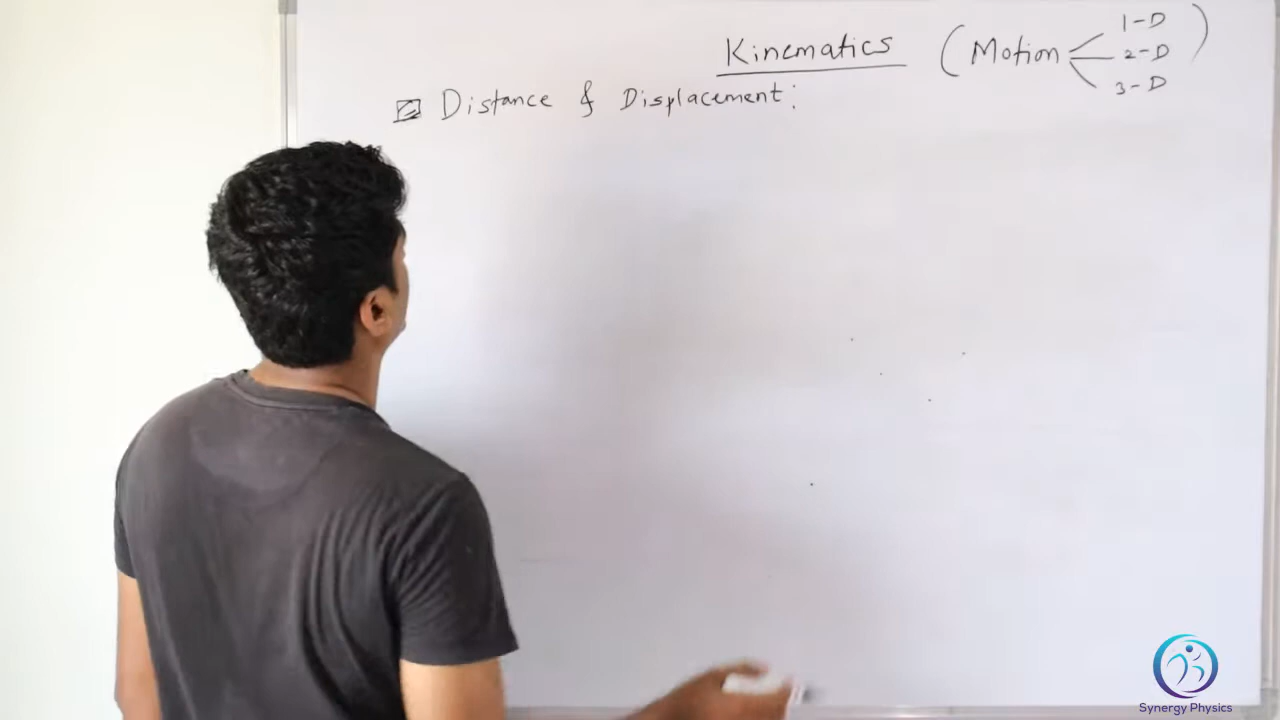 Kinematics (Motion 1-D
2-D
3-D)
Distance & Displacement:
Synergy Physics